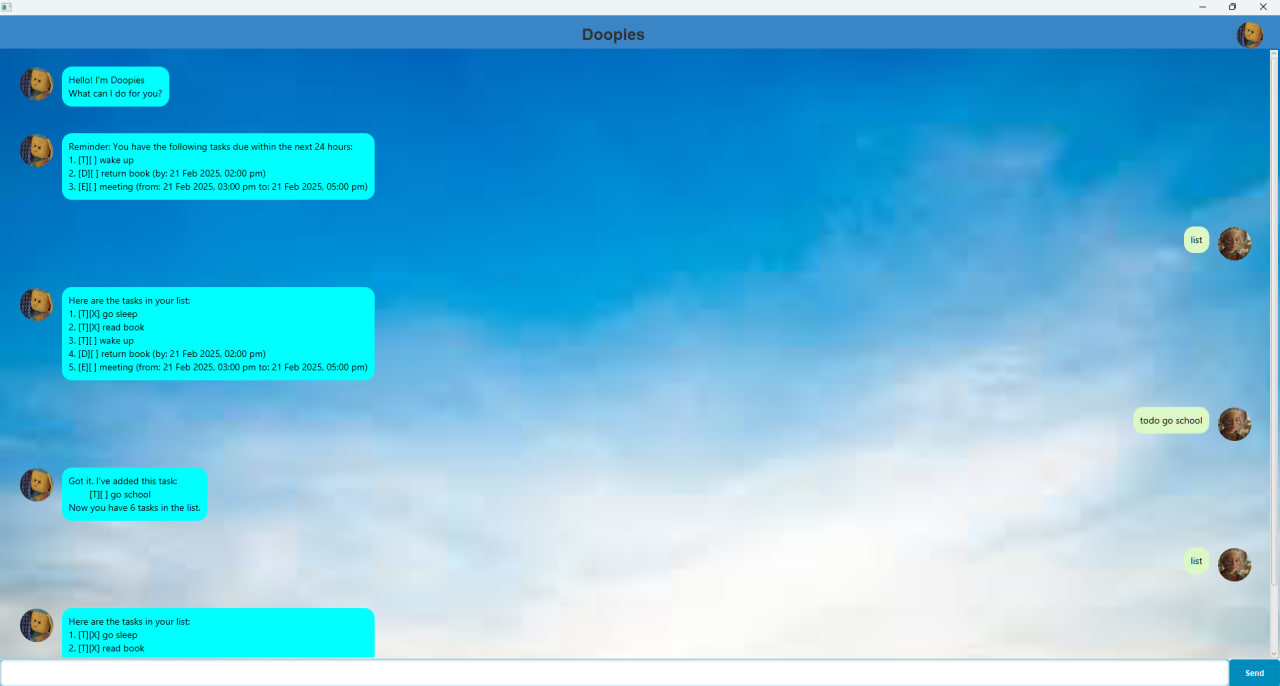 Doopies
Hello! I'm Doopies
What can I do for you?
Reminder: You have the following tasks due within the next 24 hours:
1. [T][ ] wake up
2. [D][ ] return book (by: 21 Feb 2025, 02:00 pm)
3. [E][ ] meeting (from: 21 Feb 2025, 03:00 pm to: 21 Feb 2025, 05:00 pm)
list
Here are the tasks in your list:
1. [T][X] go sleep
2. [T][X] read book
3. [T][ ] wake up
4. [D][ ] return book (by: 21 Feb 2025, 02:00 pm)
5. [E][ ] meeting (from: 21 Feb 2025, 03:00 pm to: 21 Feb 2025, 05:00 pm)
todo go school
Got it. I've added this task:
[T][ ] go school
Now you have 6 tasks in the list.
list
Here are the tasks in your list:
1. [T][X] go sleep
2. [T][X] read book
Send